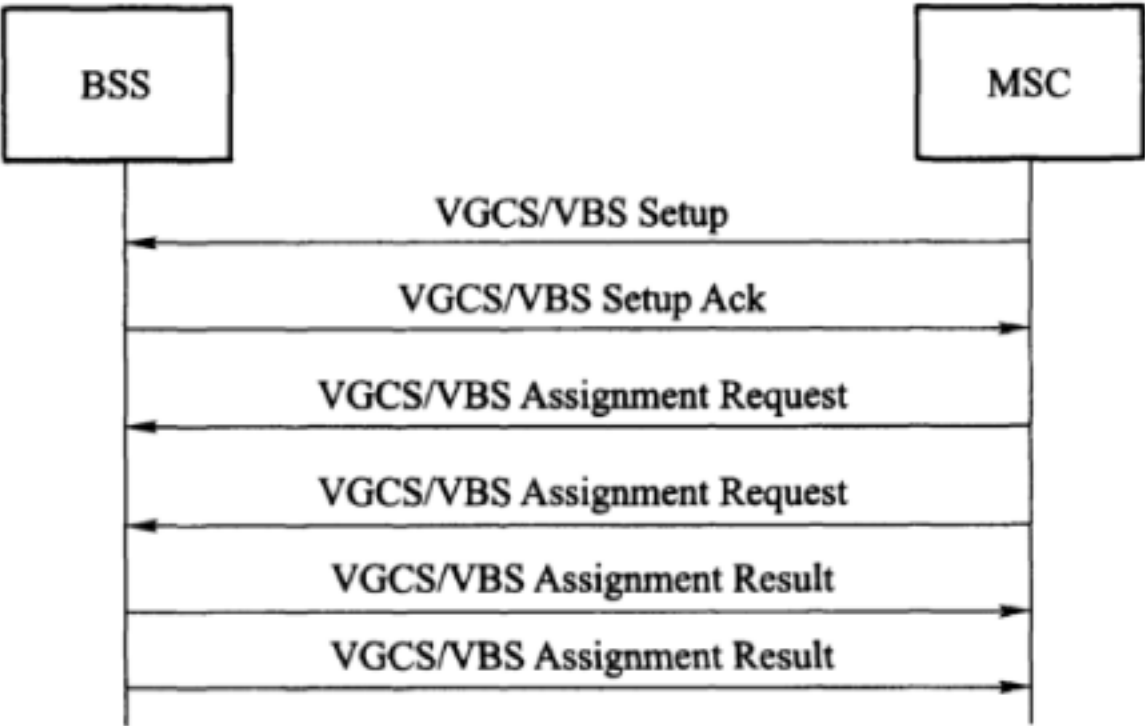 BSS
MSC
VGCS/VBS Setup
VGCS/VBS Setup Ack
VGCS/VBS Assignment Request
VGCS/VBS Assignment Request
VGCS/VBS Assignment Result
VGCS/VBS Assignment Result